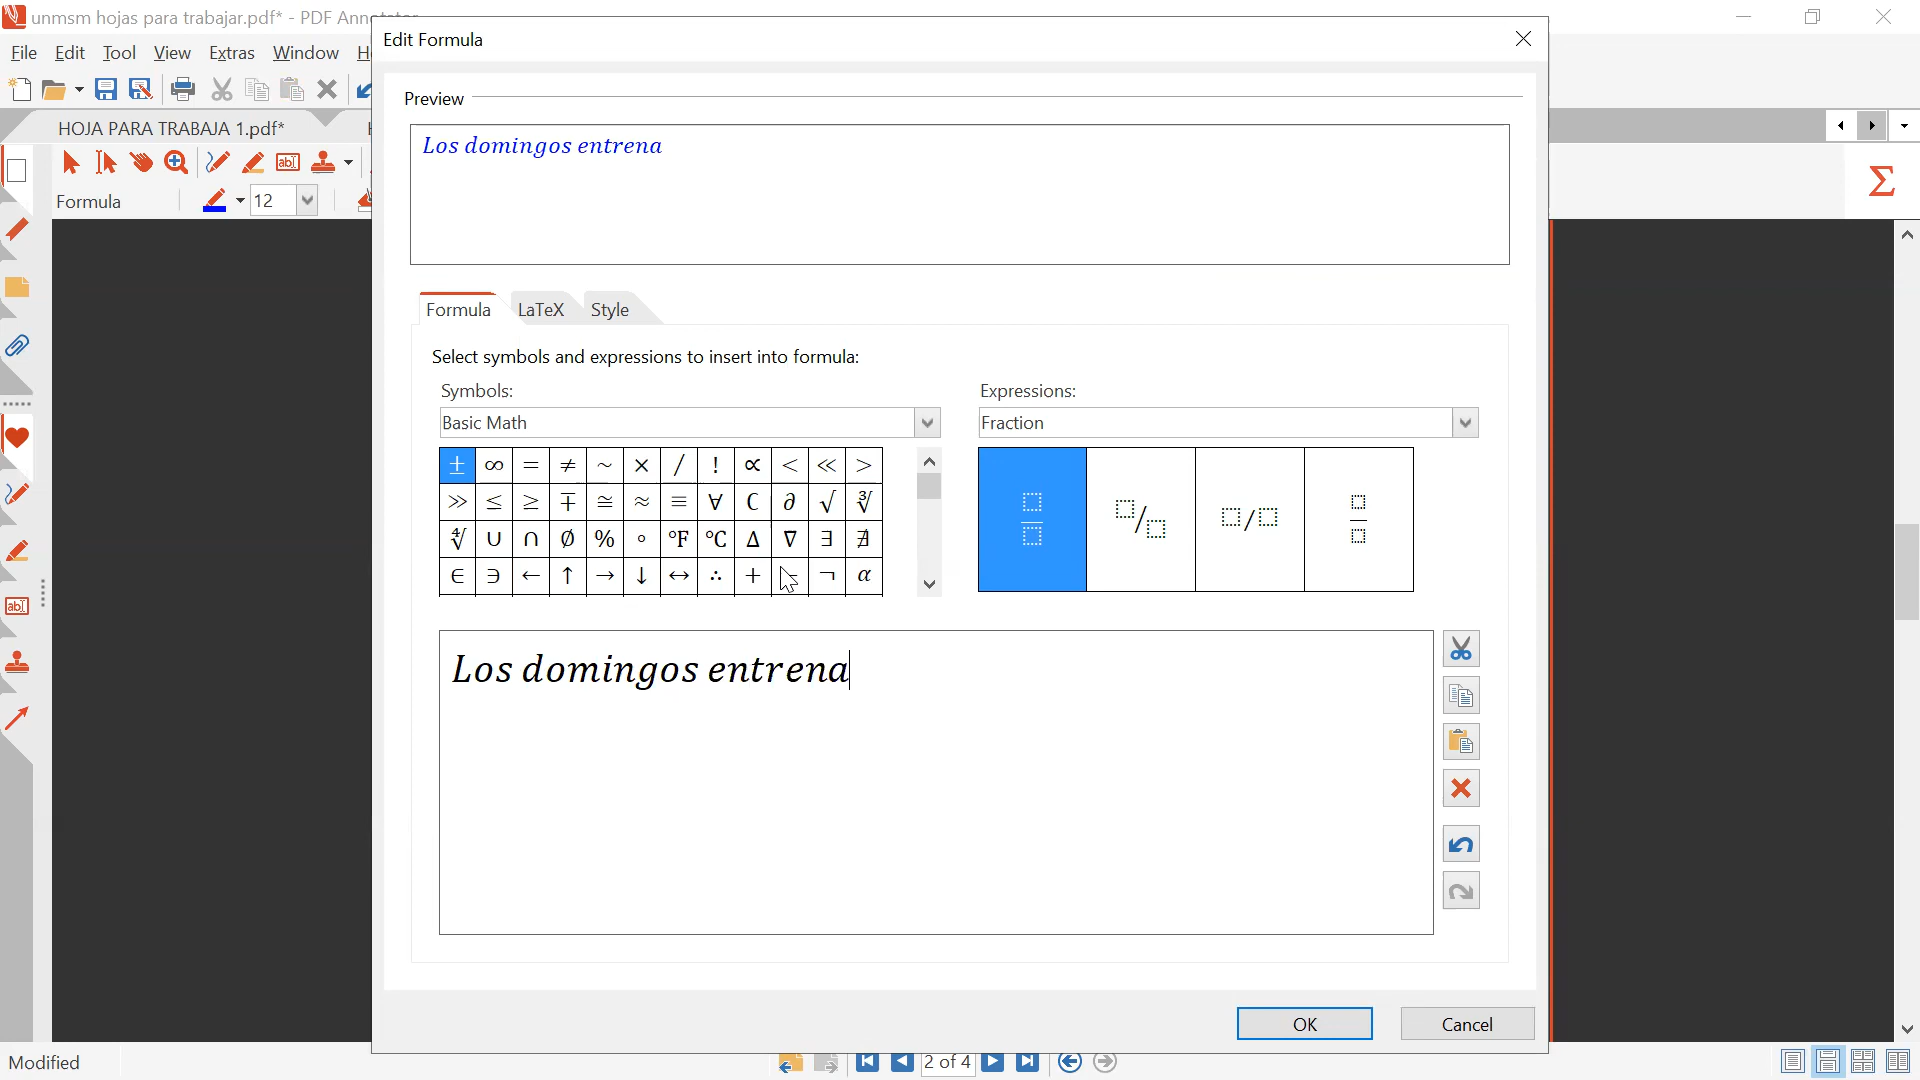 unmsm hojas para trabajar.pdf* - PDF Annotator
Edit Formula
File Edit Tool View Extras Window
Preview
Los domingos entrena
HOJA PARA TRABAJA 1.pdf*
Formula
12
Formula LaTeX Style
Select symbols and expressions to insert into formula:
Symbols:
Expressions:
Basic Math
Fraction
± ∞ = ≠ ~ × / ! ∝ < ≪ >
≫ ≤ ≥ ∓ ≅ ≈ ≡ ∀ ∁ ∂ √ ∛
∜ ∪ ∩ ∅ % ° °F °C ∆ ∇ ∃ ∄
∈ ∋ ← ↑ → ↓ ↔ ∴ + ¬ α
Los domingos entrena
OK
Cancel
Modified
2 of 4